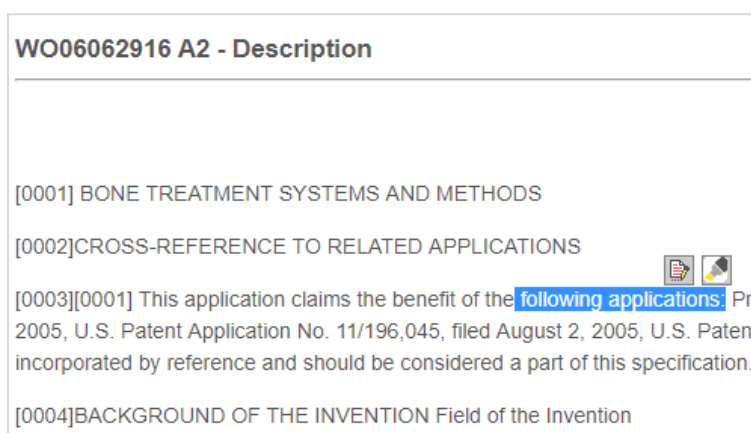 WO06062916 A2 - Description
[0001] BONE TREATMENT SYSTEMS AND METHODS
[0002]CROSS-REFERENCE TO RELATED APPLICATIONS
[0003][0001] This application claims the benefit of the following applications:
2005, U.S. Patent Application No. 11/196,045, filed August 2, 2005, U.S.
incorporated by reference and should be considered a part of this specification.
[0004]BACKGROUND OF THE INVENTION Field of the Invention